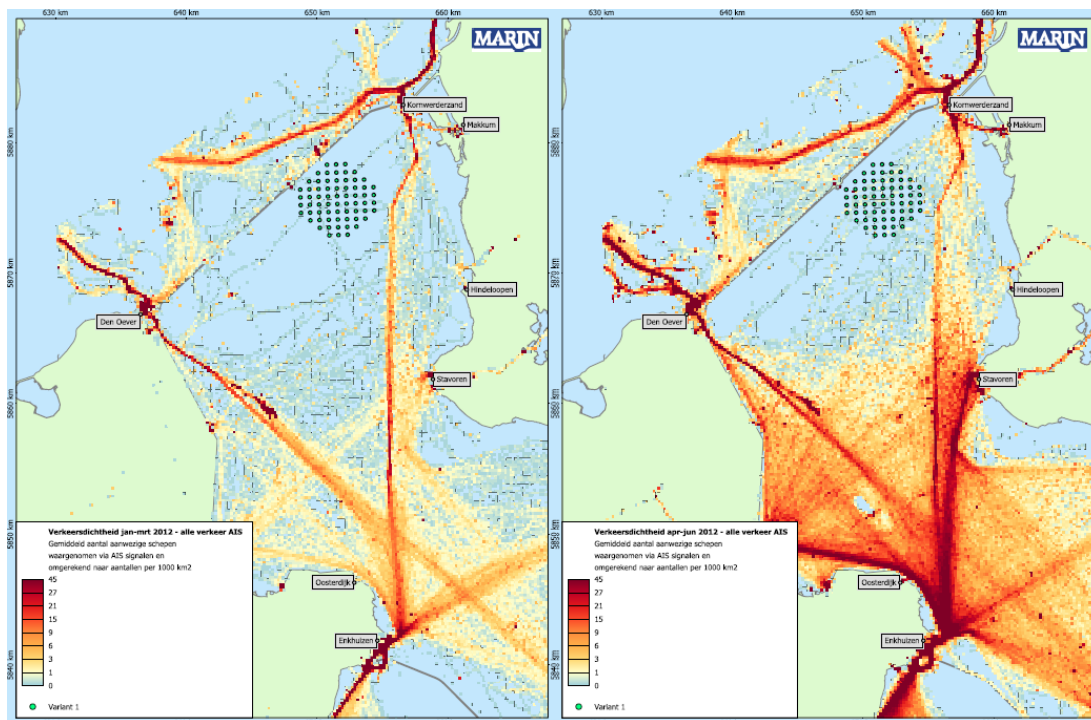 630 km
640 km
650 km
660 km
MARIN
Kornwerderzand
Makkum
5880 km
5870 km
Hindeloopen
Den Oever
Stavoren
5860 km
5850 km
Verkeersdichtheid jan-mrt 2012 - alle verkeer AIS
Gemiddeld aantal aanwezige schepen
waargenomen via AIS signalen en
omgerekend naar aantallen per 1000 km2
45
27
21
15
9
6
3
1
0
Variant 1
Oosterdijk
Enkhuizen
5840 km
630 km
640 km
650 km
660 km
MARIN
Kornwerderzand
Makkum
5880 km
5870 km
Hindeloopen
Den Oever
Stavoren
5860 km
5850 km
Verkeersdichtheid apr-jun 2012 - alle verkeer AIS
Gemiddeld aantal aanwezige schepen
waargenomen via AIS signalen en
omgerekend naar aantallen per 1000 km2
45
27
21
15
9
6
3
1
0
Variant 1
Oosterdijk
Enkhuizen
5840 km